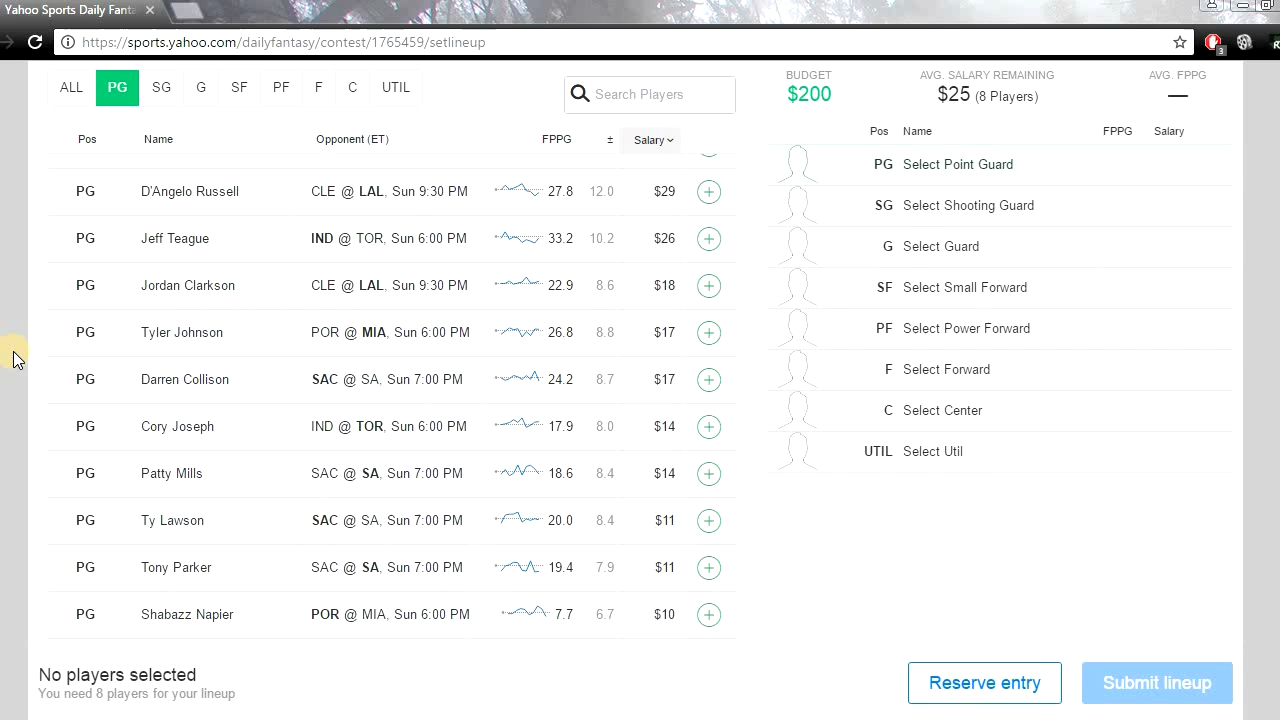 Yahoo Sports Daily Fanta
https://sports.yahoo.com/dailyfantasy/contest/1765459/setlineup
3
ALL PG SG G SF PF F C UTIL
Search Players
BUDGET AVG. SALARY REMAINING AVG. FPPG
$200 $25 (8 Players) —
Pos Name Opponent (ET) FPPG ± Salary
Pos Name FPPG Salary
PG D'Angelo Russell CLE @ LAL, Sun 9:30 PM 27.8 12.0 $29
PG Jeff Teague IND @ TOR, Sun 6:00 PM 33.2 10.2 $26
PG Jordan Clarkson CLE @ LAL, Sun 9:30 PM 22.9 8.6 $18
PG Tyler Johnson POR @ MIA, Sun 6:00 PM 26.8 8.8 $17
PG Darren Collison SAC @ SA, Sun 7:00 PM 24.2 8.7 $17
PG Cory Joseph IND @ TOR, Sun 6:00 PM 17.9 8.0 $14
PG Patty Mills SAC @ SA, Sun 7:00 PM 18.6 8.4 $14
PG Ty Lawson SAC @ SA, Sun 7:00 PM 20.0 8.4 $11
PG Tony Parker SAC @ SA, Sun 7:00 PM 19.4 7.9 $11
PG Shabazz Napier POR @ MIA, Sun 6:00 PM 7.7 6.7 $10
PG Select Point Guard
SG Select Shooting Guard
G Select Guard
SF Select Small Forward
PF Select Power Forward
F Select Forward
C Select Center
UTIL Select Util
No players selected
You need 8 players for your lineup
Reserve entry
Submit lineup